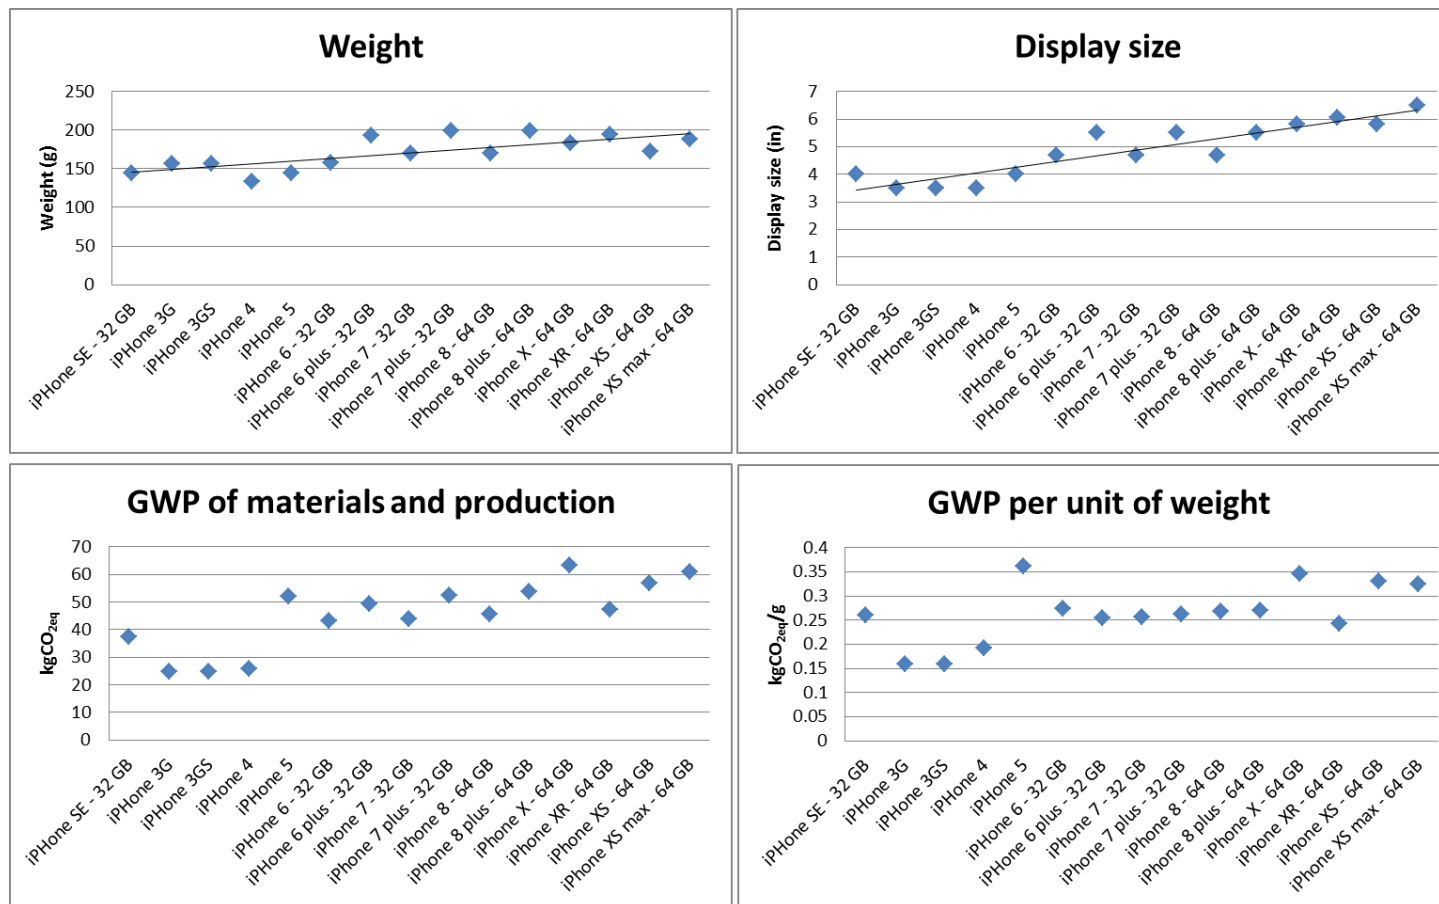 Weight
Weight (g)
250
200
150
100
50
0
iPHone SE - 32 GB
iPHone 3G
iPHone 3GS
iPHone 4
iPHone 5
iPHone 6 - 32 GB
iPHone 6 plus - 32 GB
iPHone 7 - 32 GB
iPHone 7 plus - 32 GB
iPHone 8 - 64 GB
iPHone 8 plus - 64 GB
iPHone X - 64 GB
iPHone XR - 64 GB
iPHone XS - 64 GB
iPHone XS max - 64 GB
Display size
Display size (in)
7
6
5
4
3
2
1
0
iPHone SE - 32 GB
iPHone 3G
iPHone 3GS
iPHone 4
iPHone 5
iPHone 6 - 32 GB
iPHone 6 plus - 32 GB
iPHone 7 - 32 GB
iPHone 7 plus - 32 GB
iPHone 8 - 64 GB
iPHone 8 plus - 64 GB
iPHone X - 64 GB
iPHone XR - 64 GB
iPHone XS - 64 GB
iPHone XS max - 64 GB
GWP of materials and production
kgCO2eq
70
60
50
40
30
20
10
0
iPHone SE - 32 GB
iPHone 3G
iPHone 3GS
iPHone 4
iPHone 5
iPHone 6 - 32 GB
iPHone 6 plus - 32 GB
iPHone 7 - 32 GB
iPHone 7 plus - 32 GB
iPHone 8 - 64 GB
iPHone 8 plus - 64 GB
iPHone X - 64 GB
iPHone XR - 64 GB
iPHone XS - 64 GB
iPHone XS max - 64 GB
GWP per unit of weight
kgCO2eq/g
0.4
0.35
0.3
0.25
0.2
0.15
0.1
0.05
0
iPHone SE - 32 GB
iPHone 3G
iPHone 3GS
iPHone 4
iPHone 5
iPHone 6 - 32 GB
iPHone 6 plus - 32 GB
iPHone 7 - 32 GB
iPHone 7 plus - 32 GB
iPHone 8 - 64 GB
iPHone 8 plus - 64 GB
iPHone X - 64 GB
iPHone XR - 64 GB
iPHone XS - 64 GB
iPHone XS max - 64 GB